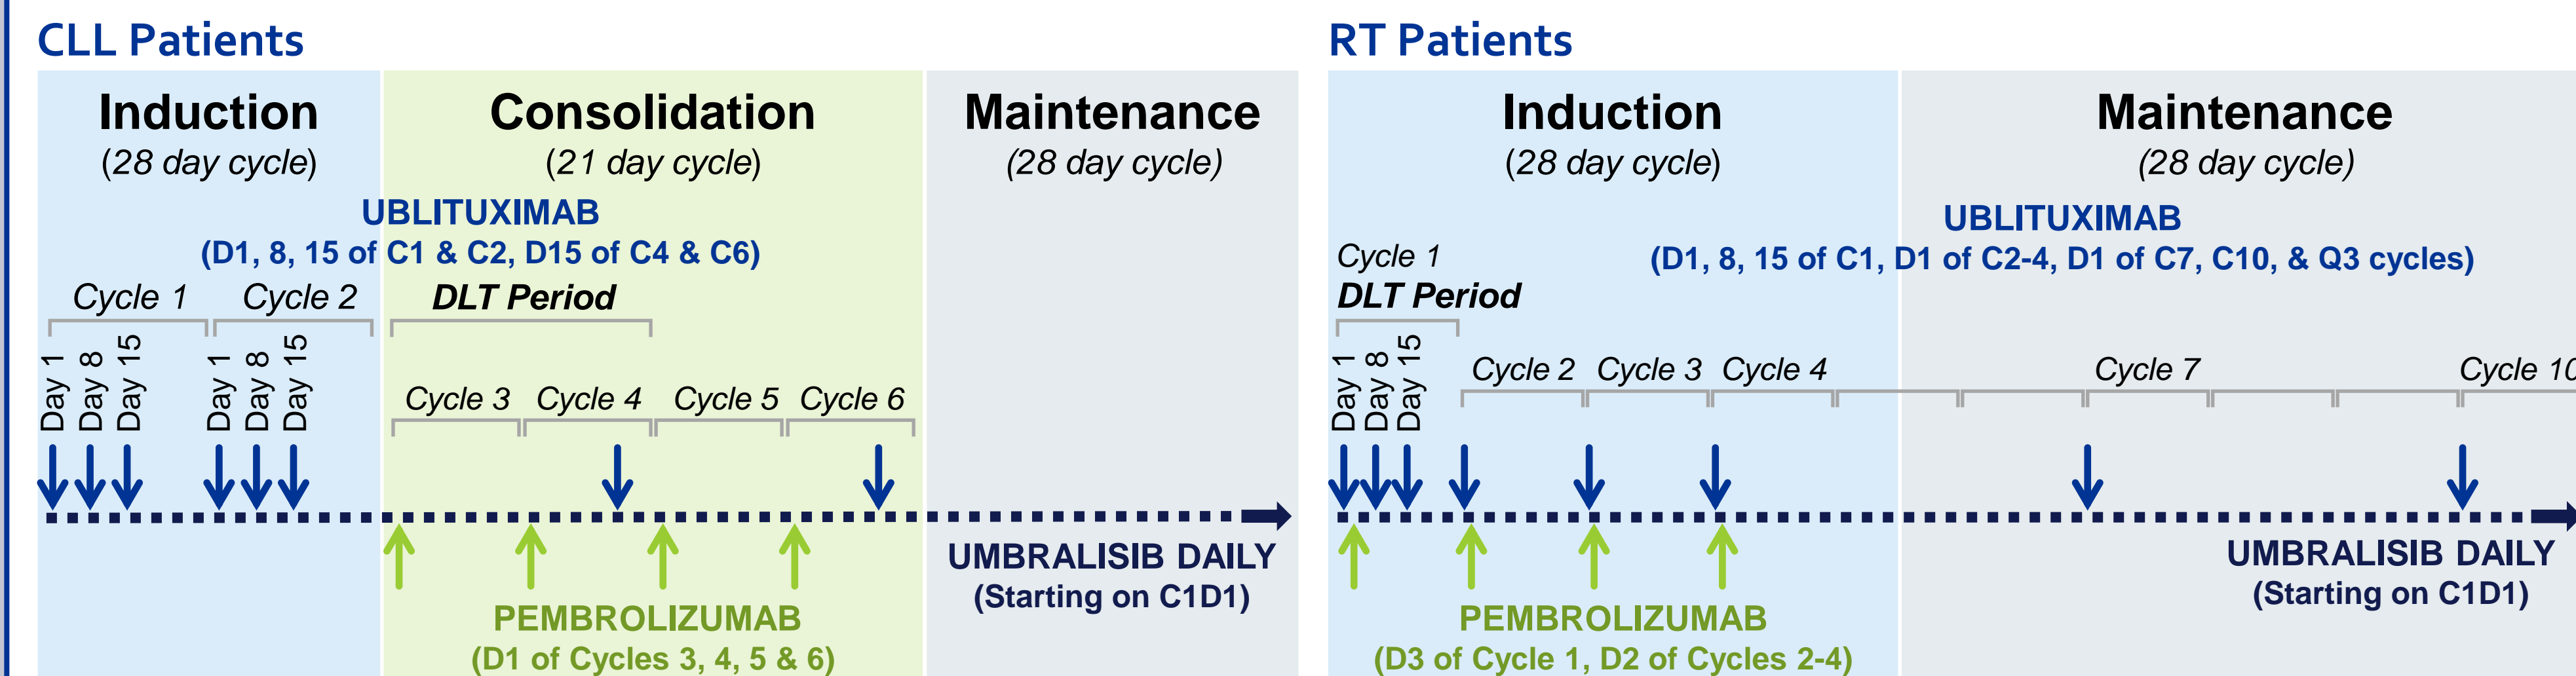 CLL Patients
Induction
(28 day cycle)
Consolidation
(21 day cycle)
Maintenance
(28 day cycle)
UBLITUXIMAB
(D1, 8, 15 of C1 & C2, D15 of C4 & C6)
Cycle 1
Cycle 2
DLT Period
Day 1
Day 8
Day 15
Day 1
Day 8
Day 15
Cycle 3
Cycle 4
Cycle 5
Cycle 6
UMBRALISIB DAILY
(Starting on C1D1)
PEMBROLIZUMAB
(D1 of Cycles 3, 4, 5 & 6)
RT Patients
Induction
(28 day cycle)
Maintenance
(28 day cycle)
UBLITUXIMAB
(D1, 8, 15 of C1, D1 of C2-4, D1 of C7, C10, & Q3 cycles)
Cycle 1
DLT Period
Day 1
Day 8
Day 15
Cycle 2
Cycle 3
Cycle 4
Cycle 7
Cycle 10
UMBRALISIB DAILY
(Starting on C1D1)
PEMBROLIZUMAB
(D3 of Cycle 1, D2 of Cycles 2-4)